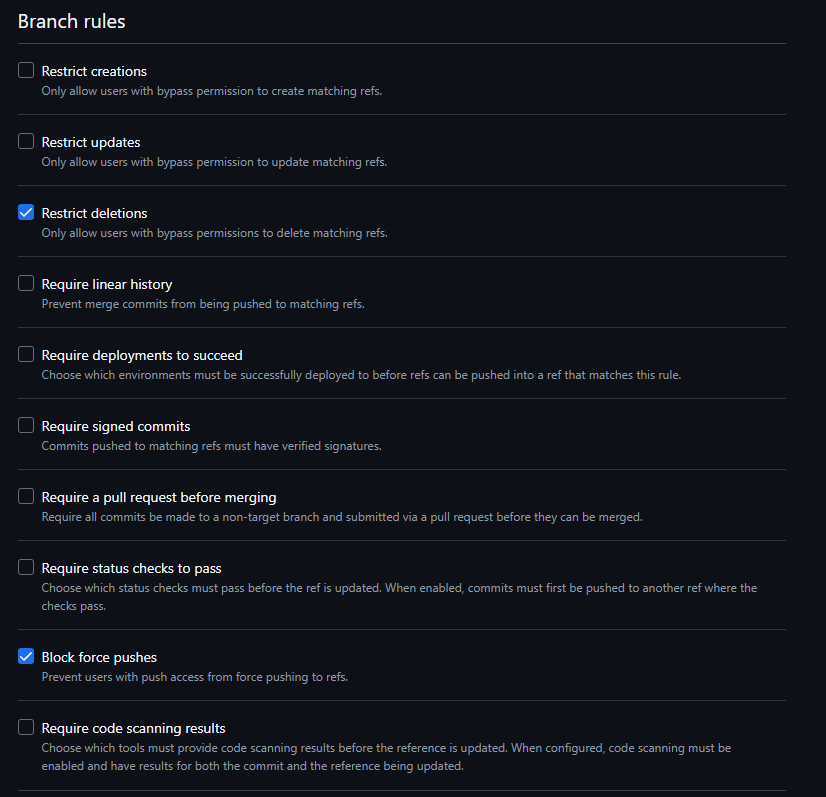 Branch rules
Restrict creations
Only allow users with bypass permission to create matching refs.
Restrict updates
Only allow users with bypass permission to update matching refs.
Restrict deletions
Only allow users with bypass permissions to delete matching refs.
Require linear history
Prevent merge commits from being pushed to matching refs.
Require deployments to succeed
Choose which environments must be successfully deployed to before refs can be pushed into a ref that matches this rule.
Require signed commits
Commits pushed to matching refs must have verified signatures.
Require a pull request before merging
Require all commits be made to a non-target branch and submitted via a pull request before they can be merged.
Require status checks to pass
Choose which status checks must pass before the ref is updated. When enabled, commits must first be pushed to another ref where the
checks pass.
Block force pushes
Prevent users with push access from force pushing to refs.
Require code scanning results
Choose which tools must provide code scanning results before the reference is updated. When configured, code scanning must be
enabled and have results for both the commit and the reference being updated.